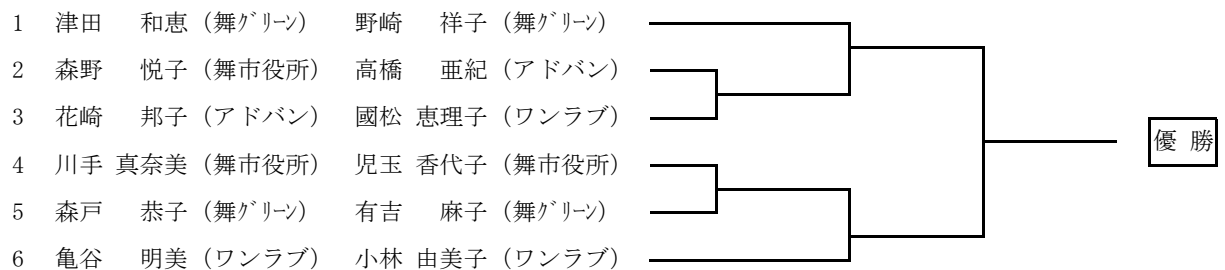 1 津田 和恵 (舞グリーン) 野崎 祥子 (舞グリーン)
2 森野 悦子 (舞市役所) 高橋 亜紀 (アドバン)
3 花崎 邦子 (アドバン) 國松 恵理子 (ワンラブ)
優 勝
4 川手 真奈美 (舞市役所) 児玉 香代子 (舞市役所)
5 森戸 恭子 (舞グリーン) 有吉 麻子 (舞グリーン)
6 亀谷 明美 (ワンラブ) 小林 由美子 (ワンラブ)